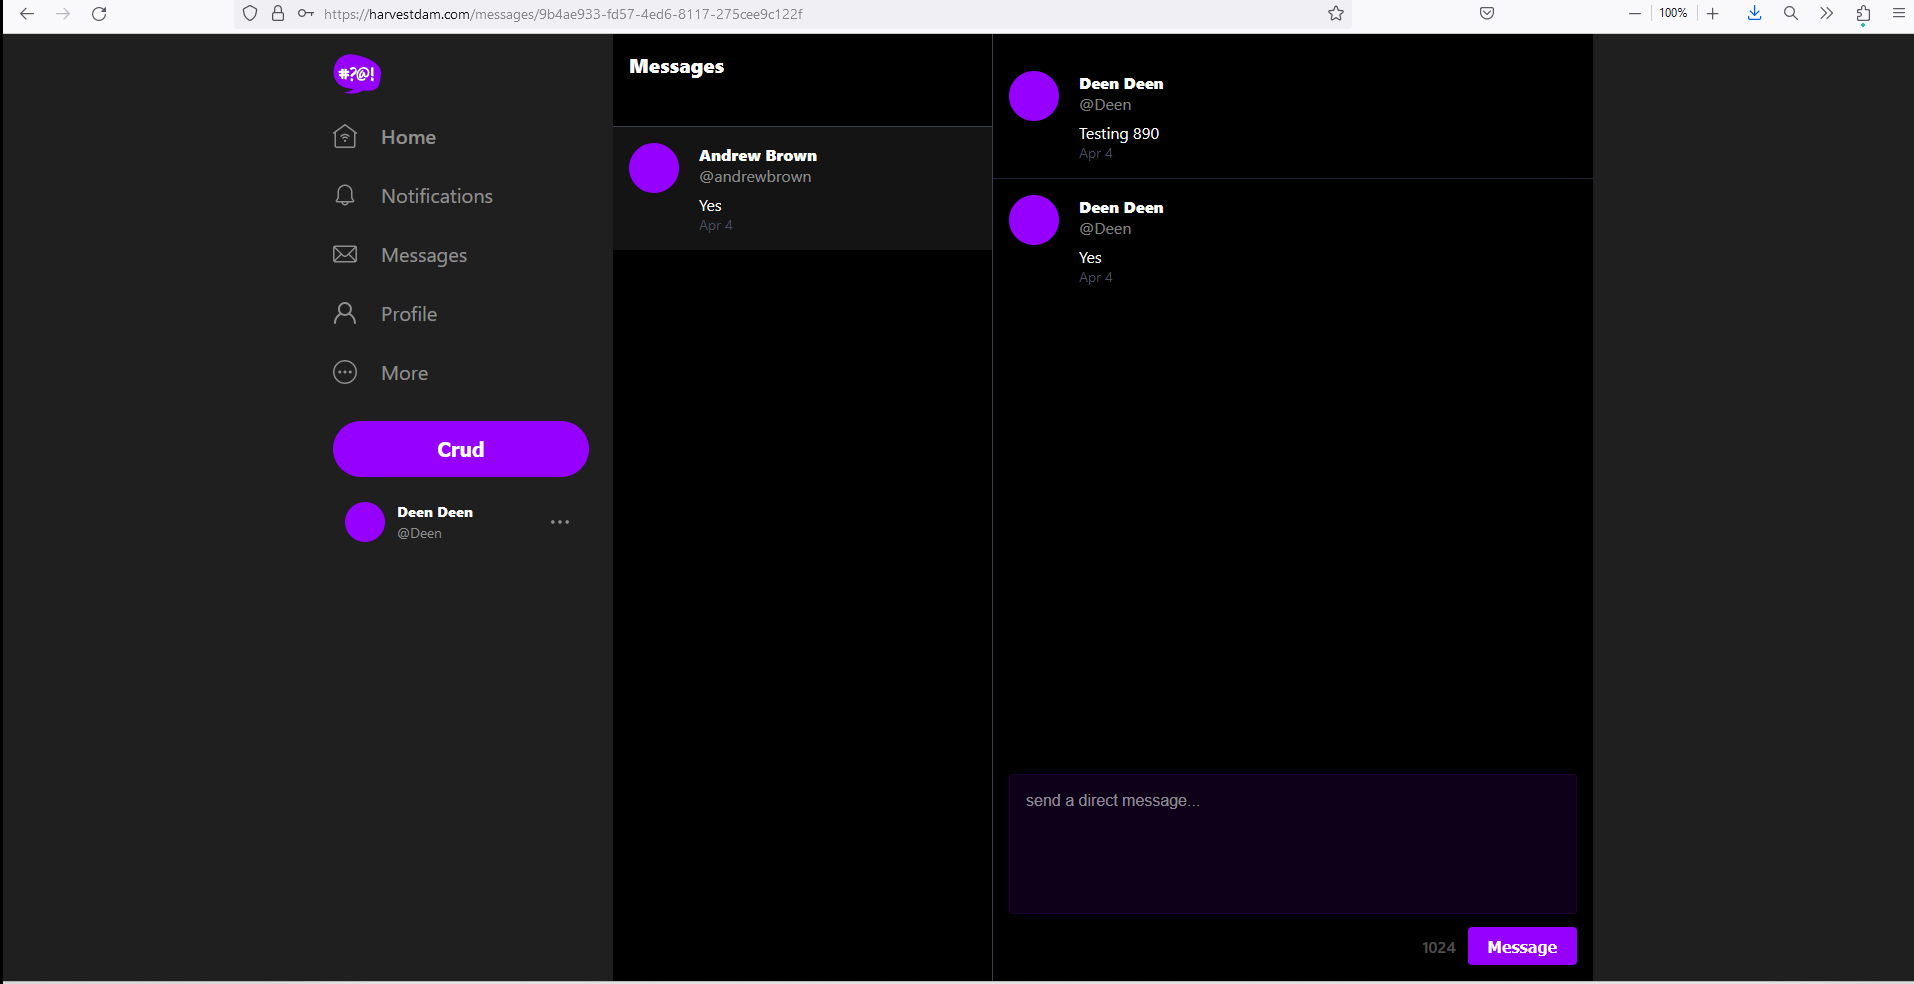 https://harvestdam.com/messages/9b4ae933-fd57-4ed6-8117-275cee9c122f
100%
#?@!
Home
Notifications
Messages
Profile
More
Crud
Deen Deen
@Deen
Messages
Andrew Brown
@andrewbrown
Yes
Apr 4
Deen Deen
@Deen
Testing 890
Apr 4
Deen Deen
@Deen
Yes
Apr 4
send a direct message...
1024
Message